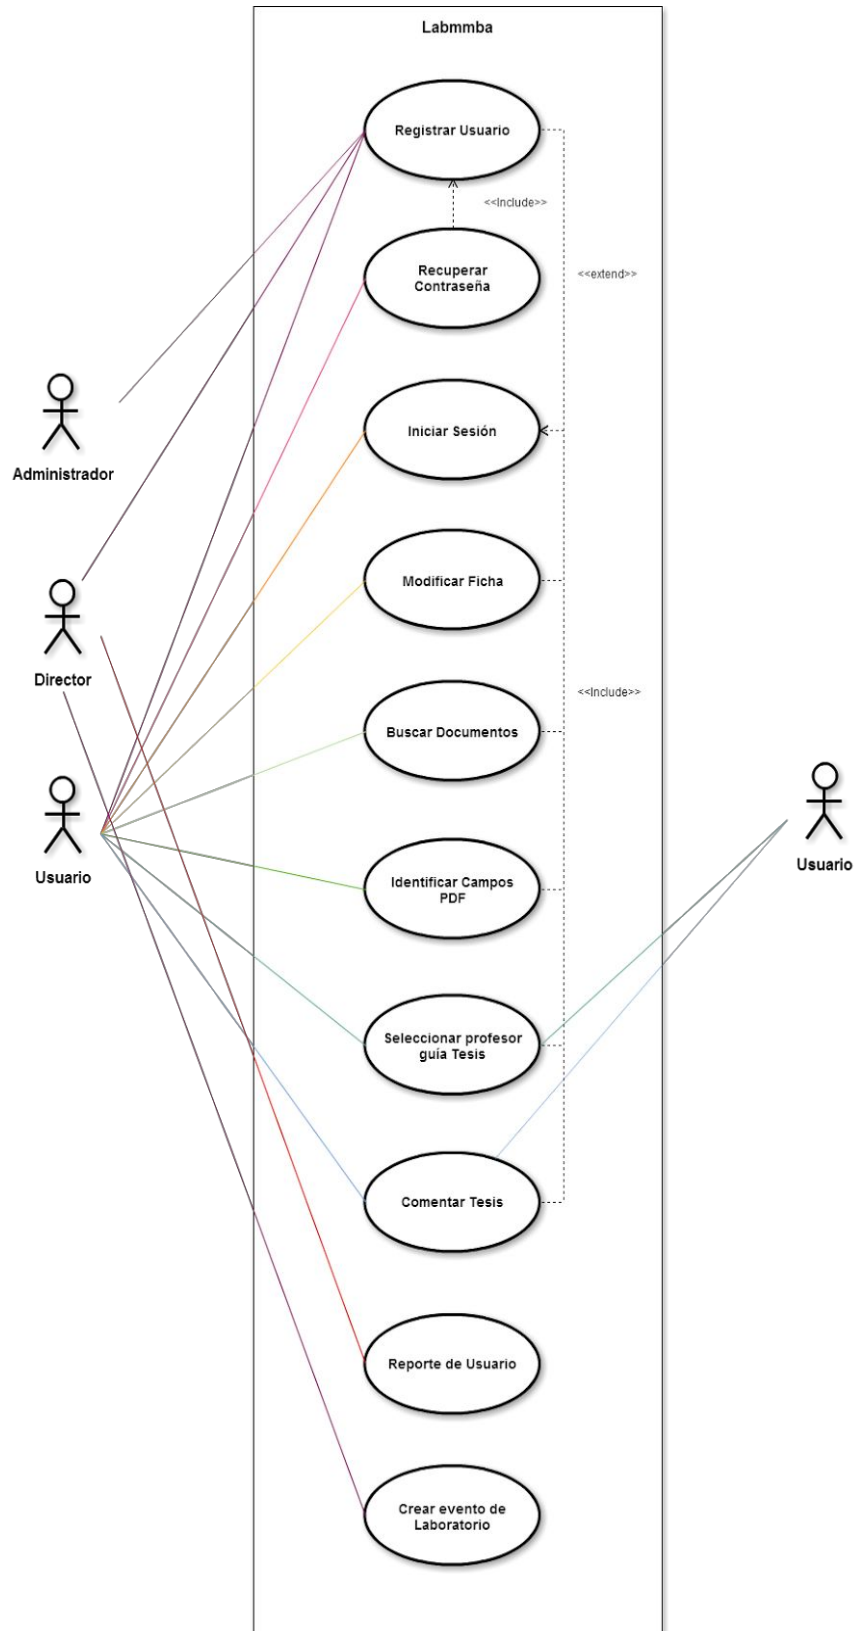 Labmmba
Registrar Usuario
<<Include>>
Recuperar
Contraseña
<<extend>>
Iniciar Sesión
Administrador
Modificar Ficha
Director
<<Include>>
Buscar Documentos
Usuario
Usuario
Identificar Campos
PDF
Seleccionar profesor
guía Tesis
Comentar Tesis
Reporte de Usuario
Crear evento de
Laboratorio